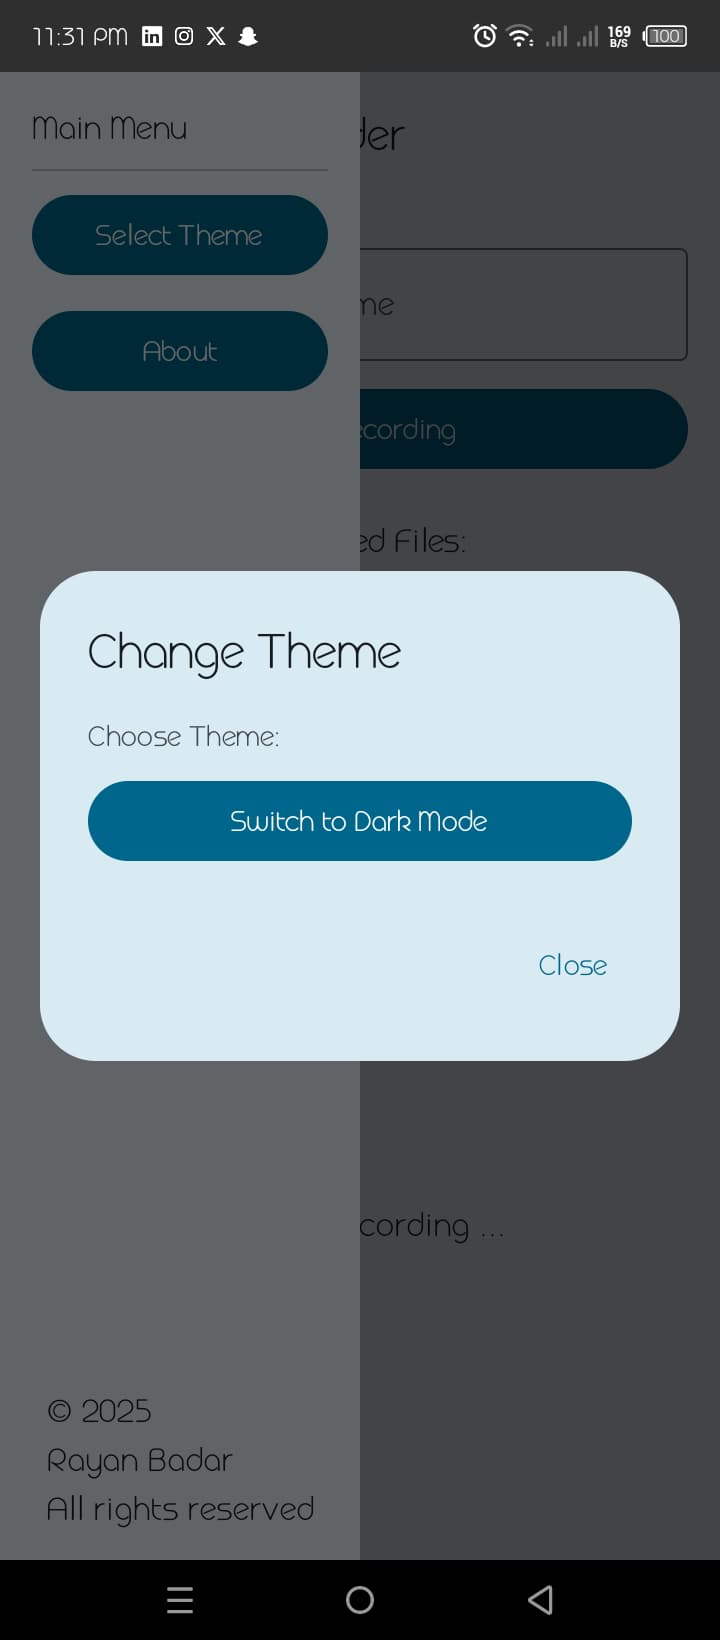 11:31 PM
169
B/S
100
Main Menu
der
Select Theme
me
About
ecording
ed Files:
Change Theme
Choose Theme:
Switch to Dark Mode
Close
cording ...
© 2025
Rayan Badar
All rights reserved